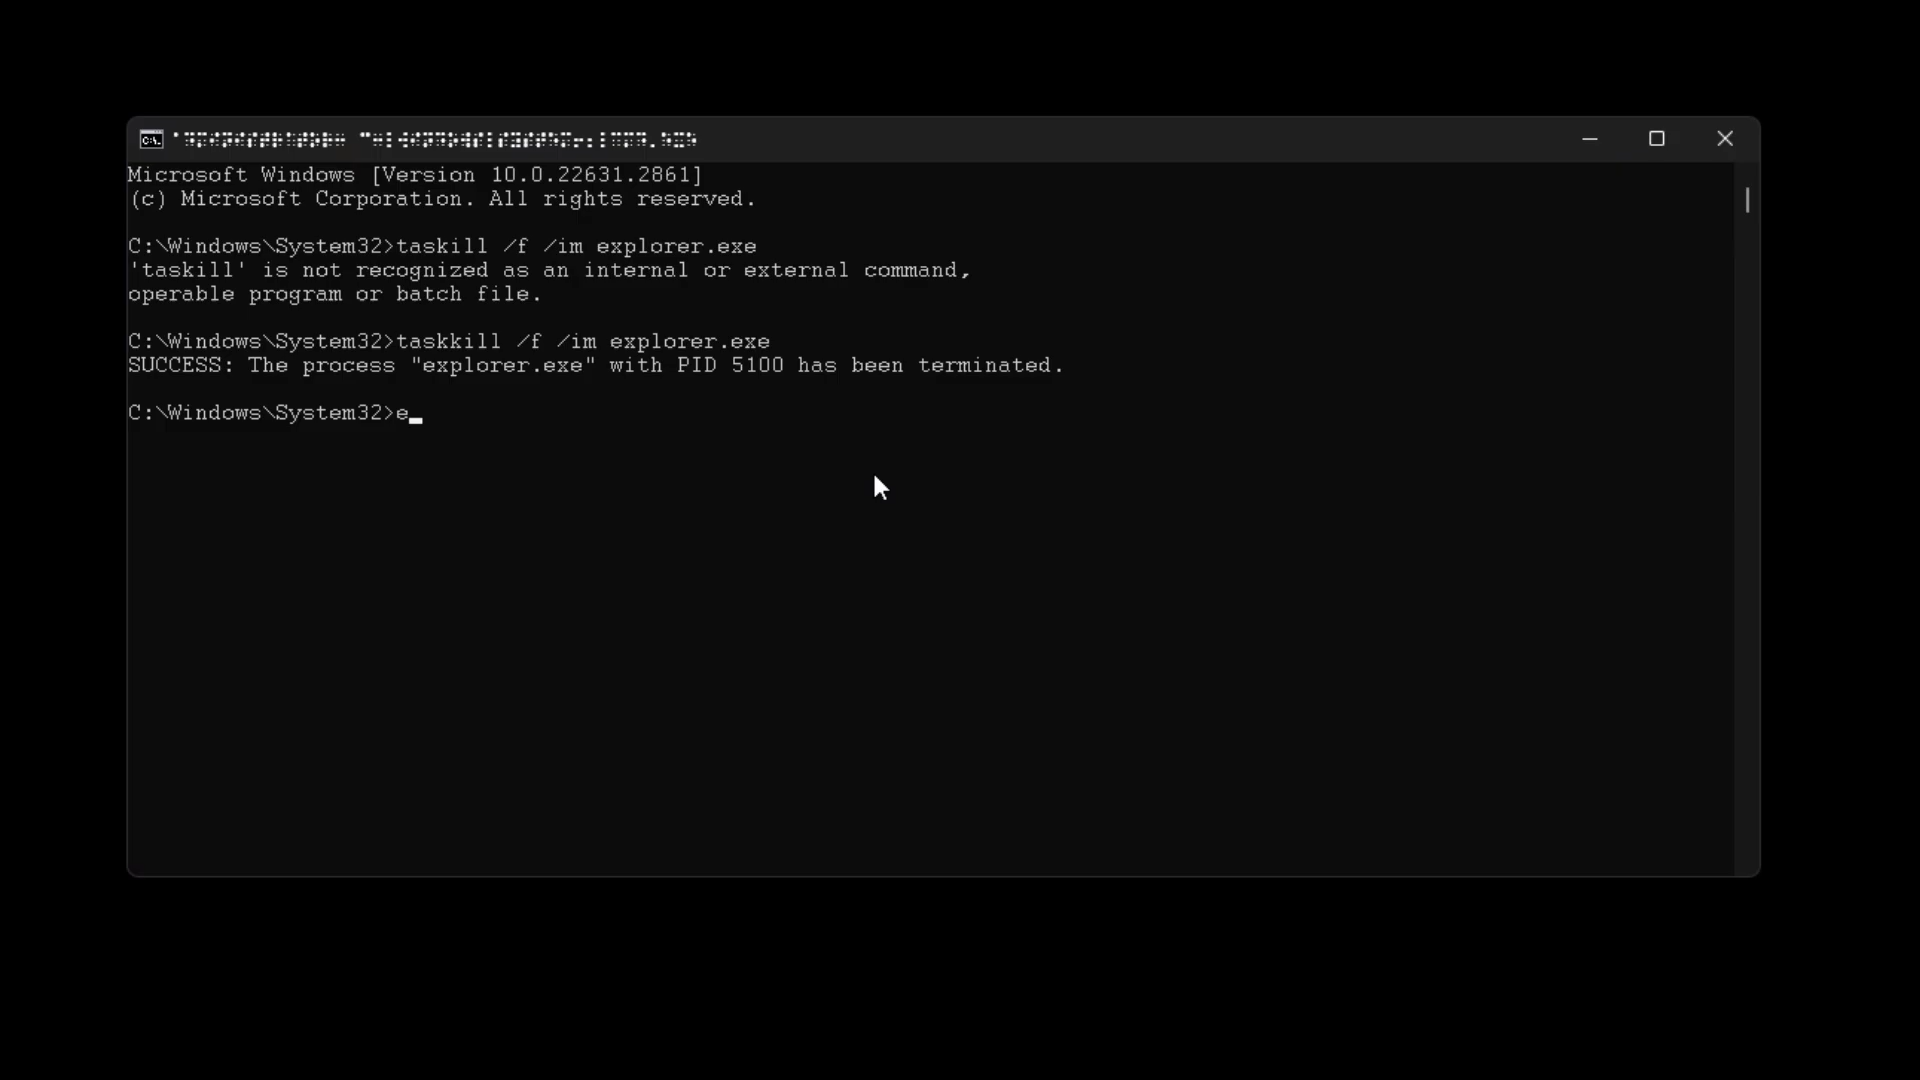 Microsoft Windows [Version 10.0.22631.2861]
(c) Microsoft Corporation. All rights reserved.
C:\Windows\System32>taskill /f /im explorer.exe
'taskill' is not recognized as an internal or external command,
operable program or batch file.
C:\Windows\System32>taskkill /f /im explorer.exe
SUCCESS: The process "explorer.exe" with PID 5100 has been terminated.
C:\Windows\System32>e